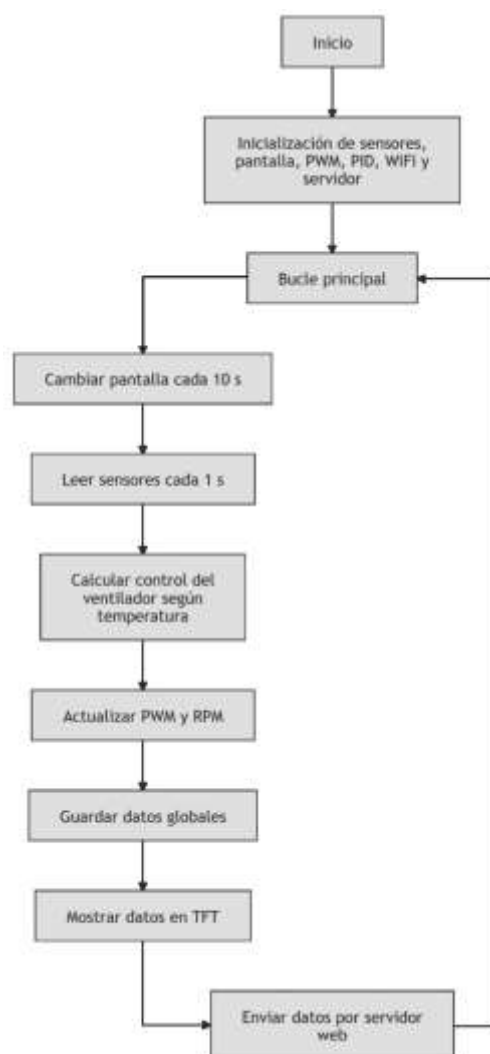 Inicio
Inicialización de sensores,
pantalla, PWM, PID, WiFi y
servidor
Bucle principal
Cambiar pantalla cada 10 s
Leer sensores cada 1 s
Calcular control del
ventilador según
temperatura
Actualizar PWM y RPM
Guardar datos globales
Mostrar datos en TFT
Enviar datos por servidor
web